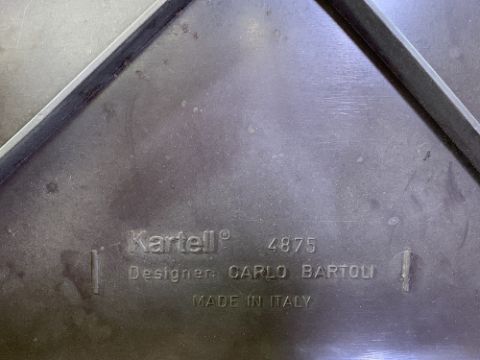 Kartell® 4875
Designer: CARLO BARTOLI
MADE IN ITALY